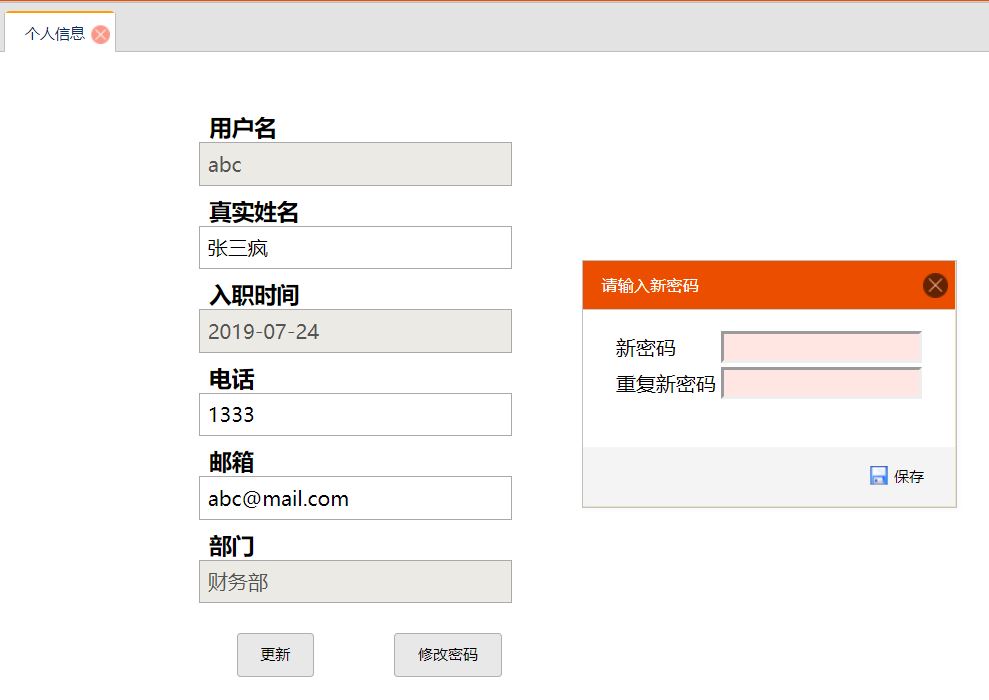 个人信息
用户名
abc
真实姓名
张三疯
入职时间
2019-07-24
电话
1333
邮箱
abc@mail.com
部门
财务部
更新 修改密码
请输入新密码
新密码
重复新密码
保存